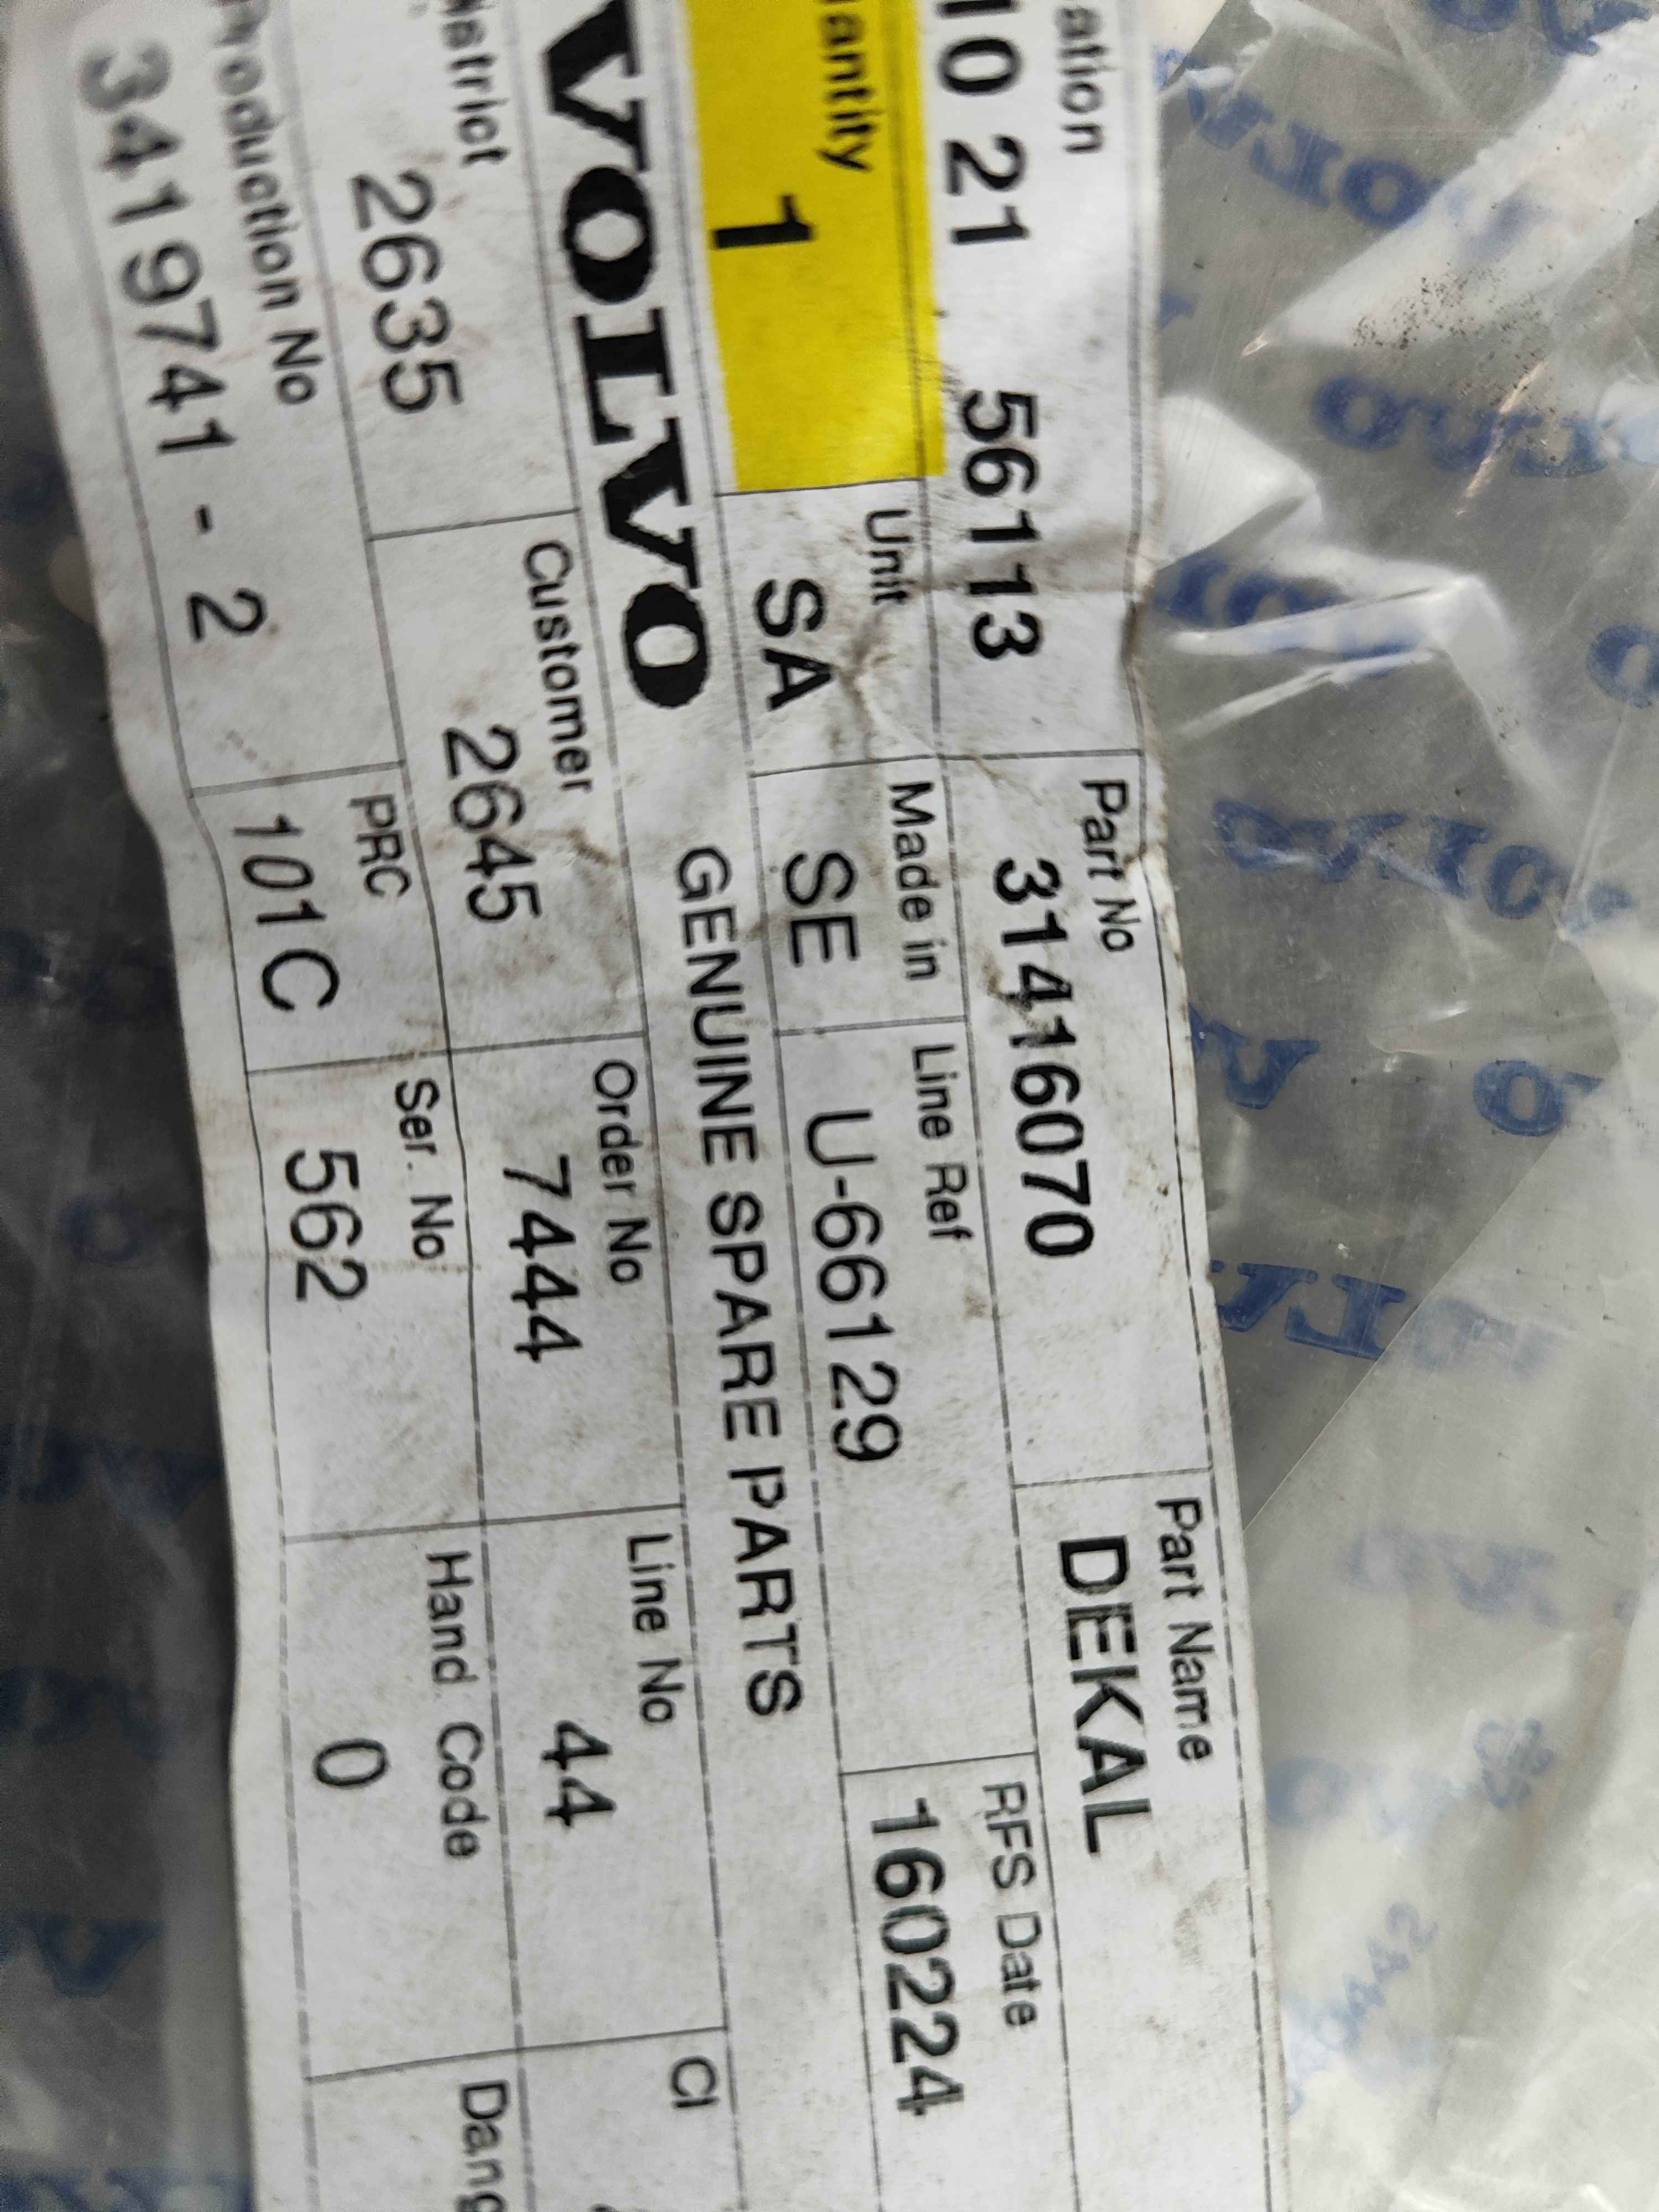 ation Part No Part Name
10 21 56113 31416070 DEKAL
antity Unit Made in Line Ref RFS Date
1 SA SE U-66129 160224
VOLVO GENUINE SPARE PARTS
istrict Customer Order No Line No Cl
2635 2645 7444 44
roduction No PRC Ser. No Hand Code Dang
3419741 - 2 101C 562 0